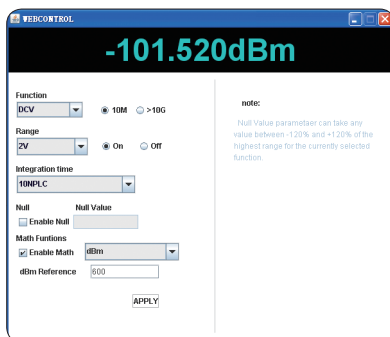 WEBCONTROL
-101.520dBm
Function
DCV 10M >10G
Range
2V On Off
Integration time
10NPLC
Null Null Value
Enable Null
Math Funtions
Enable Math dBm
dBm Reference 600
APPLY
note:
Null Value parametaer can take any
value between -120% and +120% of the
highest range for the currently selected
function.